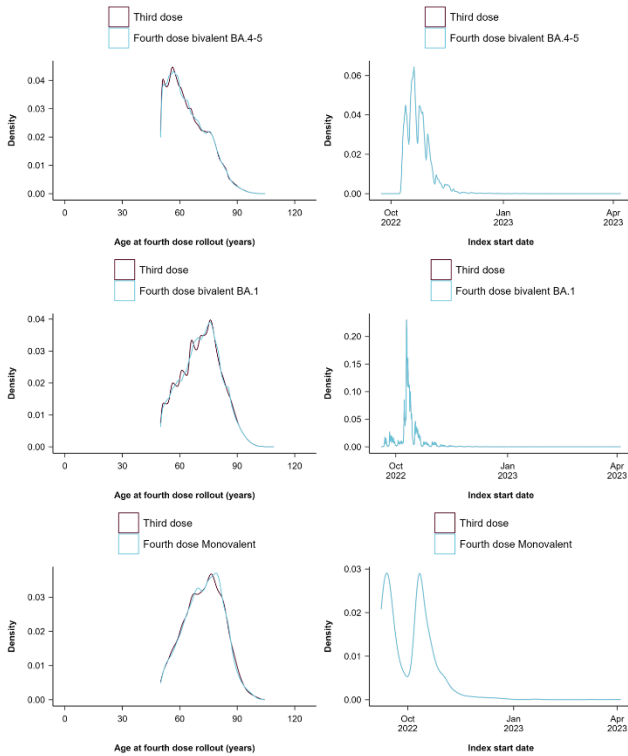 Third dose
Fourth dose bivalent BA.4-5
Density
0.04
0.03
0.02
0.01
0.00
0 30 60 90 120
Age at fourth dose rollout (years)
Third dose
Fourth dose bivalent BA.4-5
Density
0.06
0.04
0.02
0.00
Oct Jan Apr
2022 2023 2023
Index start date
Third dose
Fourth dose bivalent BA.1
Density
0.04
0.03
0.02
0.01
0.00
0 30 60 90 120
Age at fourth dose rollout (years)
Third dose
Fourth dose bivalent BA.1
Density
0.20
0.15
0.10
0.05
0.00
Oct Jan Apr
2022 2023 2023
Index start date
Third dose
Fourth dose Monovalent
Density
0.03
0.02
0.01
0.00
0 30 60 90 120
Age at fourth dose rollout (years)
Third dose
Fourth dose Monovalent
Density
0.03
0.02
0.01
0.00
Oct Jan Apr
2022 2023 2023
Index start date